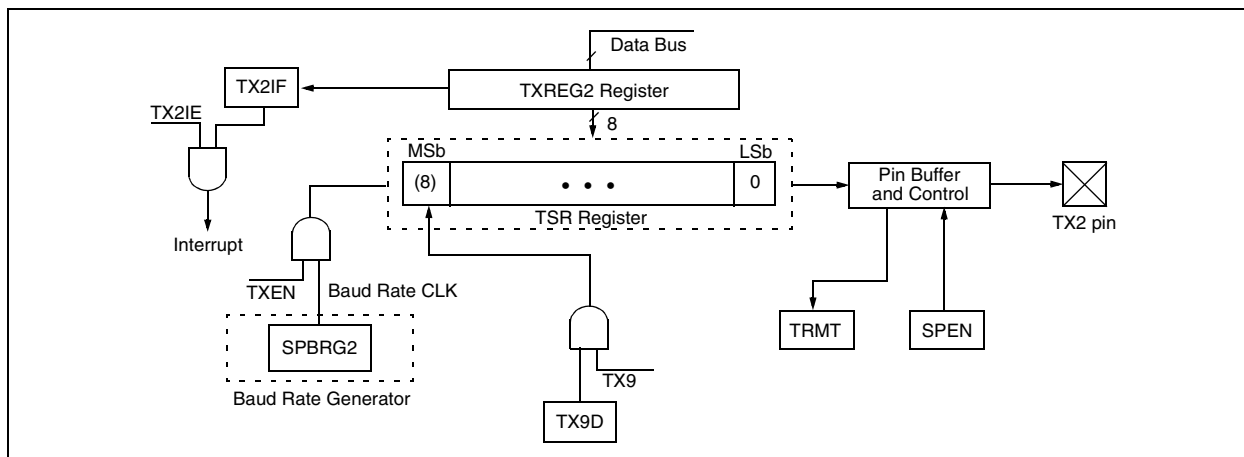 Data Bus
TX2IF
TXREG2 Register
TX2IE
8
MSb
LSb
(8)
• • •
0
Pin Buffer
and Control
TSR Register
TX2 pin
Interrupt
TXEN
Baud Rate CLK
TRMT
SPEN
SPBRG2
TX9
Baud Rate Generator
TX9D